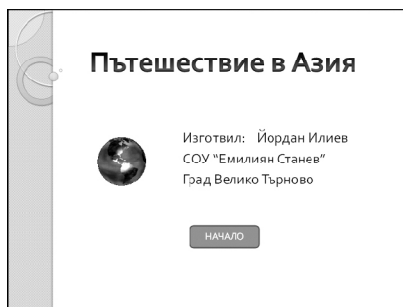 Пътешествие в Азия
Изготвил: Йордан Илиев
СОУ "Емилиян Станев"
Град Велико Търново
НАЧАЛО